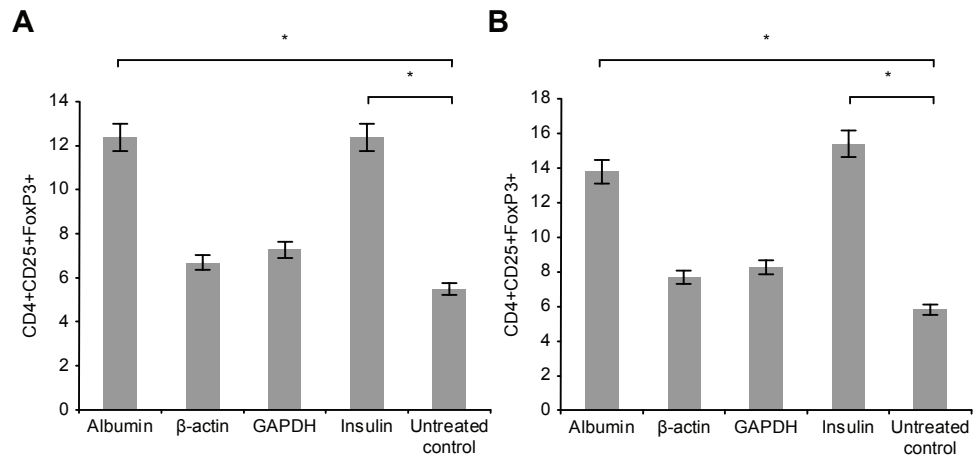 A
*
*
14
12
10
8
6
4
2
0
CD4+CD25+FoxP3+
Albumin
β-actin
GAPDH
Insulin
Untreated
control
B
*
*
18
16
14
12
10
8
6
4
2
0
CD4+CD25+FoxP3+
Albumin
β-actin
GAPDH
Insulin
Untreated
control